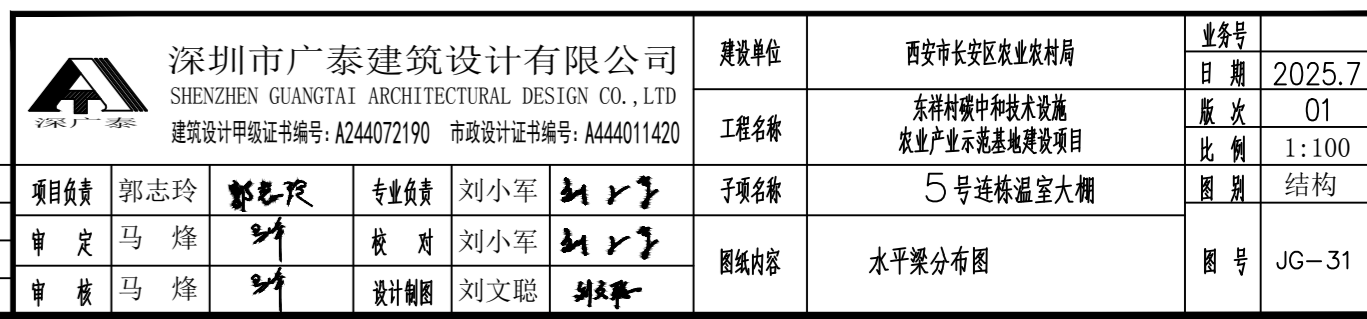 深圳市广泰建筑设计有限公司
SHENZHEN GUANGTAI ARCHITECTURAL DESIGN CO.,LTD
建筑设计甲级证书编号: A244072190 市政设计证书编号: A444011420
深广泰
建设单位 西安市长安区农业农村局
工程名称 东祥村碳中和技术设施
农业产业示范基地建设项目
业务号
日 期 2025.7
版 次 01
比 例 1:100
项目负责 郭志玲 郭志玲 专业负责 刘小军 子项名称 5号连栋温室大棚 图 别 结构
审 定 马 烽 校 对 刘小军
审 核 马 烽 设计制图 刘文聪 刘文聪
图纸内容 水平梁分布图 图 号 JG-31